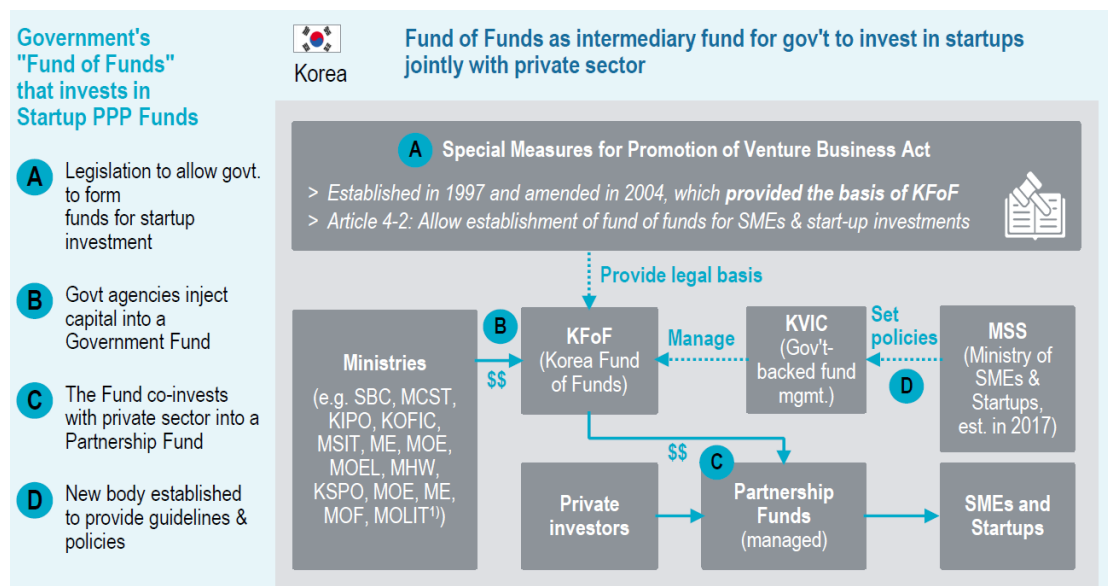 Government's
"Fund of Funds"
that invests in
Startup PPP Funds
A
Legislation to allow govt.
to form
funds for startup
investment
B
Govt agencies inject
capital into a
Government Fund
C
The Fund co-invests
with private sector into a
Partnership Fund
D
New body established
to provide guidelines &
policies
Korea
Fund of Funds as intermediary fund for gov't to invest in startups
jointly with private sector
A Special Measures for Promotion of Venture Business Act
> Established in 1997 and amended in 2004, which provided the basis of KFoF
> Article 4-2: Allow establishment of fund of funds for SMEs & start-up investments
Provide legal basis
Ministries
(e.g. SBC, MCST,
KIPO, KOFIC,
MSIT, ME, MOE,
MOEL, MHW,
KSPO, MOE, ME,
MOF, MOLIT¹⁾)
B
$$
KFoF
(Korea Fund
of Funds)
Manage
KVIC
(Gov't-
backed fund
mgmt.)
Set
policies
D
MSS
(Ministry of
SMEs &
Startups,
est. in 2017)
$$
C
Private
investors
Partnership
Funds
(managed)
SMEs and
Startups